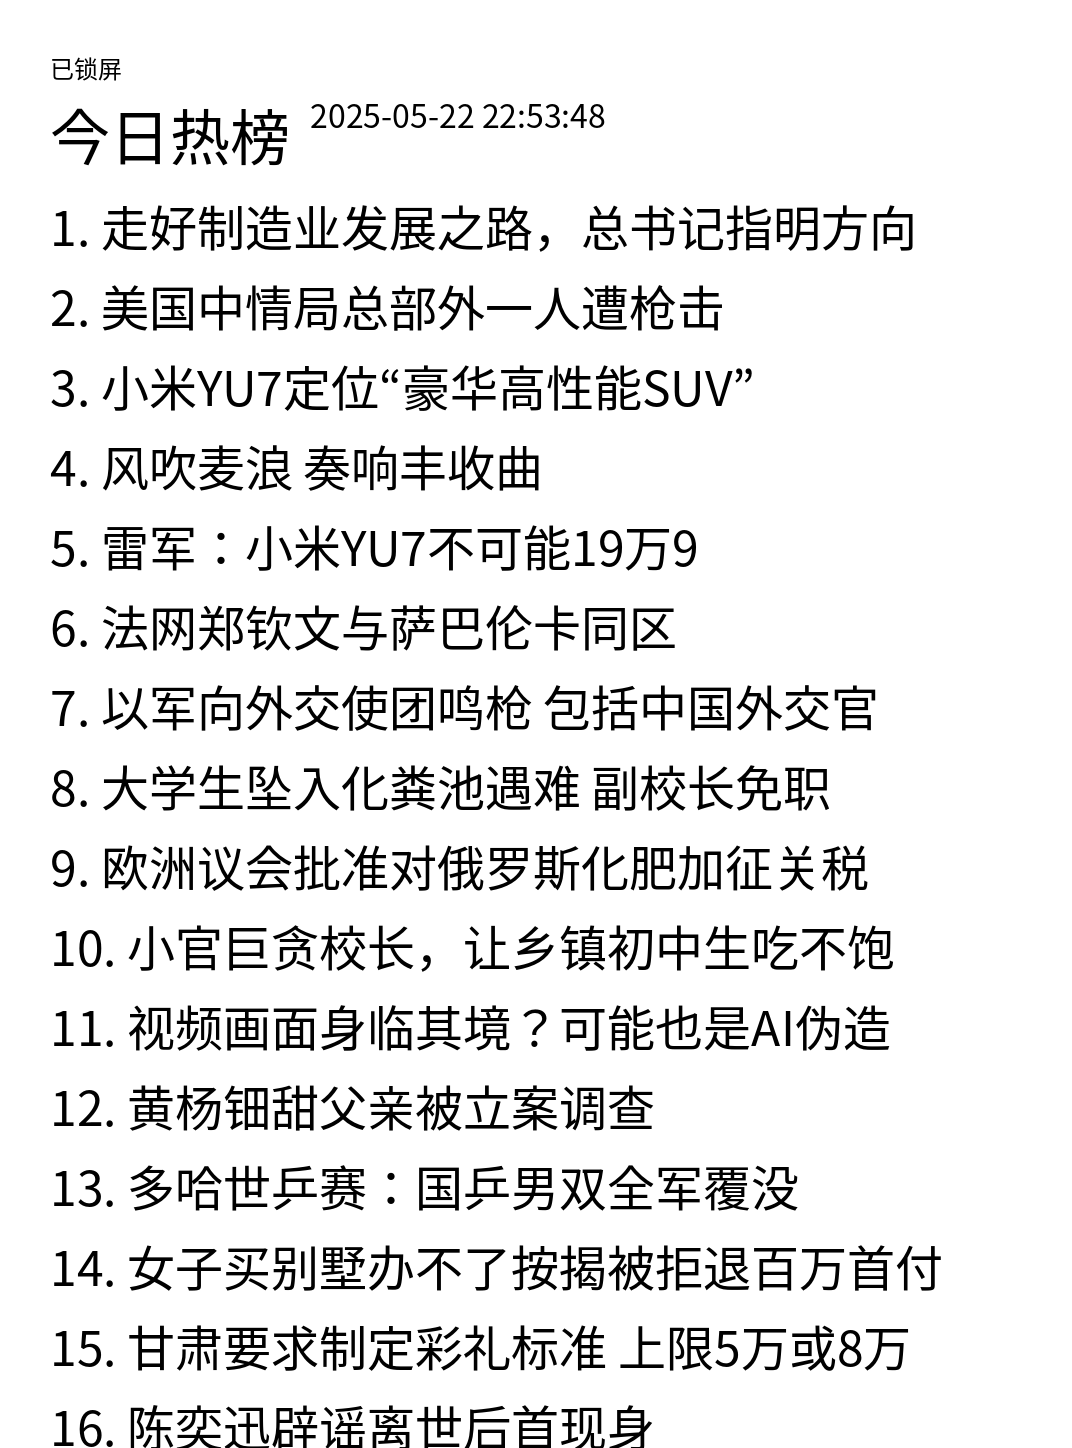 已锁屏
今日热榜 2025-05-22 22:53:48
1. 走好制造业发展之路，总书记指明方向
2. 美国中情局总部外一人遭枪击
3. 小米YU7定位“豪华高性能SUV”
4. 风吹麦浪 奏响丰收曲
5. 雷军：小米YU7不可能19万9
6. 法网郑钦文与萨巴伦卡同区
7. 以军向外交使团鸣枪 包括中国外交官
8. 大学生坠入化粪池遇难 副校长免职
9. 欧洲议会批准对俄罗斯化肥加征关税
10. 小官巨贪校长，让乡镇初中生吃不饱
11. 视频画面身临其境？可能也是AI伪造
12. 黄杨钿甜父亲被立案调查
13. 多哈世乒赛：国乒男双全军覆没
14. 女子买别墅办不了按揭被拒退百万首付
15. 甘肃要求制定彩礼标准 上限5万或8万
16. 陈奕迅辟谣离世后首现身